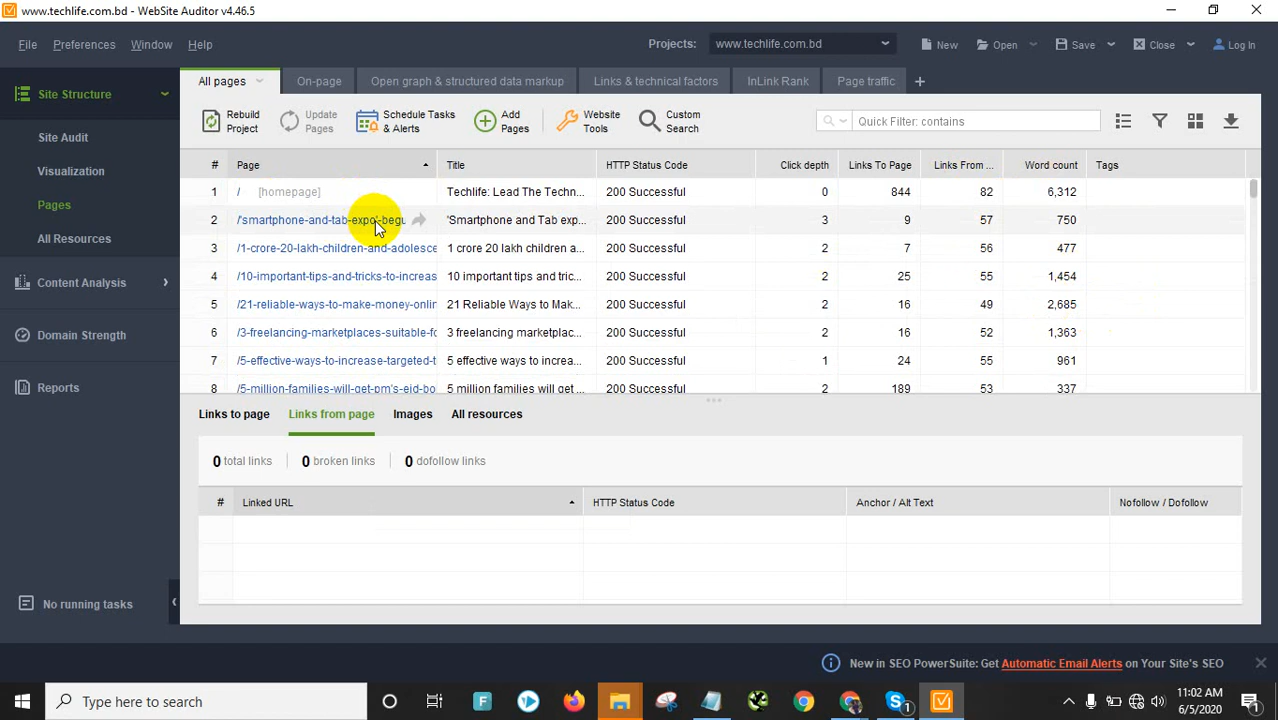 www.techlife.com.bd - WebSite Auditor v4.46.5
File Preferences Window Help Projects: www.techlife.com.bd New Open Save Close Log In
Site Structure
Site Audit
Visualization
Pages
All Resources
Content Analysis
Domain Strength
Reports
No running tasks
All pages On-page Open graph & structured data markup Links & technical factors InLink Rank Page traffic
Rebuild Project Update Pages Schedule Tasks & Alerts Add Pages Website Tools Custom Search Quick Filter: contains
# Page Title HTTP Status Code Click depth Links To Page Links From ... Word count Tags
1 / [homepage] Techlife: Lead The Techn... 200 Successful 0 844 82 6,312
2 /'smartphone-and-tab-expo'-begu 'Smartphone and Tab exp... 200 Successful 3 9 57 750
3 /1-crore-20-lakh-children-and-adolesce 1 crore 20 lakh children a... 200 Successful 2 7 56 477
4 /10-important-tips-and-tricks-to-increas 10 important tips and tric... 200 Successful 2 25 55 1,454
5 /21-reliable-ways-to-make-money-onlin 21 Reliable Ways to Mak... 200 Successful 2 16 49 2,685
6 /3-freelancing-marketplaces-suitable-fo 3 freelancing marketplac... 200 Successful 2 16 52 1,363
7 /5-effective-ways-to-increase-targeted-t 5 effective ways to increa... 200 Successful 1 24 55 961
8 /5-million-families-will-get-pm's-eid-bo 5 million families will get ... 200 Successful 2 189 53 337
Links to page Links from page Images All resources
0 total links 0 broken links 0 dofollow links
# Linked URL HTTP Status Code Anchor / Alt Text Nofollow / Dofollow
New in SEO PowerSuite: Get Automatic Email Alerts on Your Site's SEO
Type here to search
11:02 AM
6/5/2020